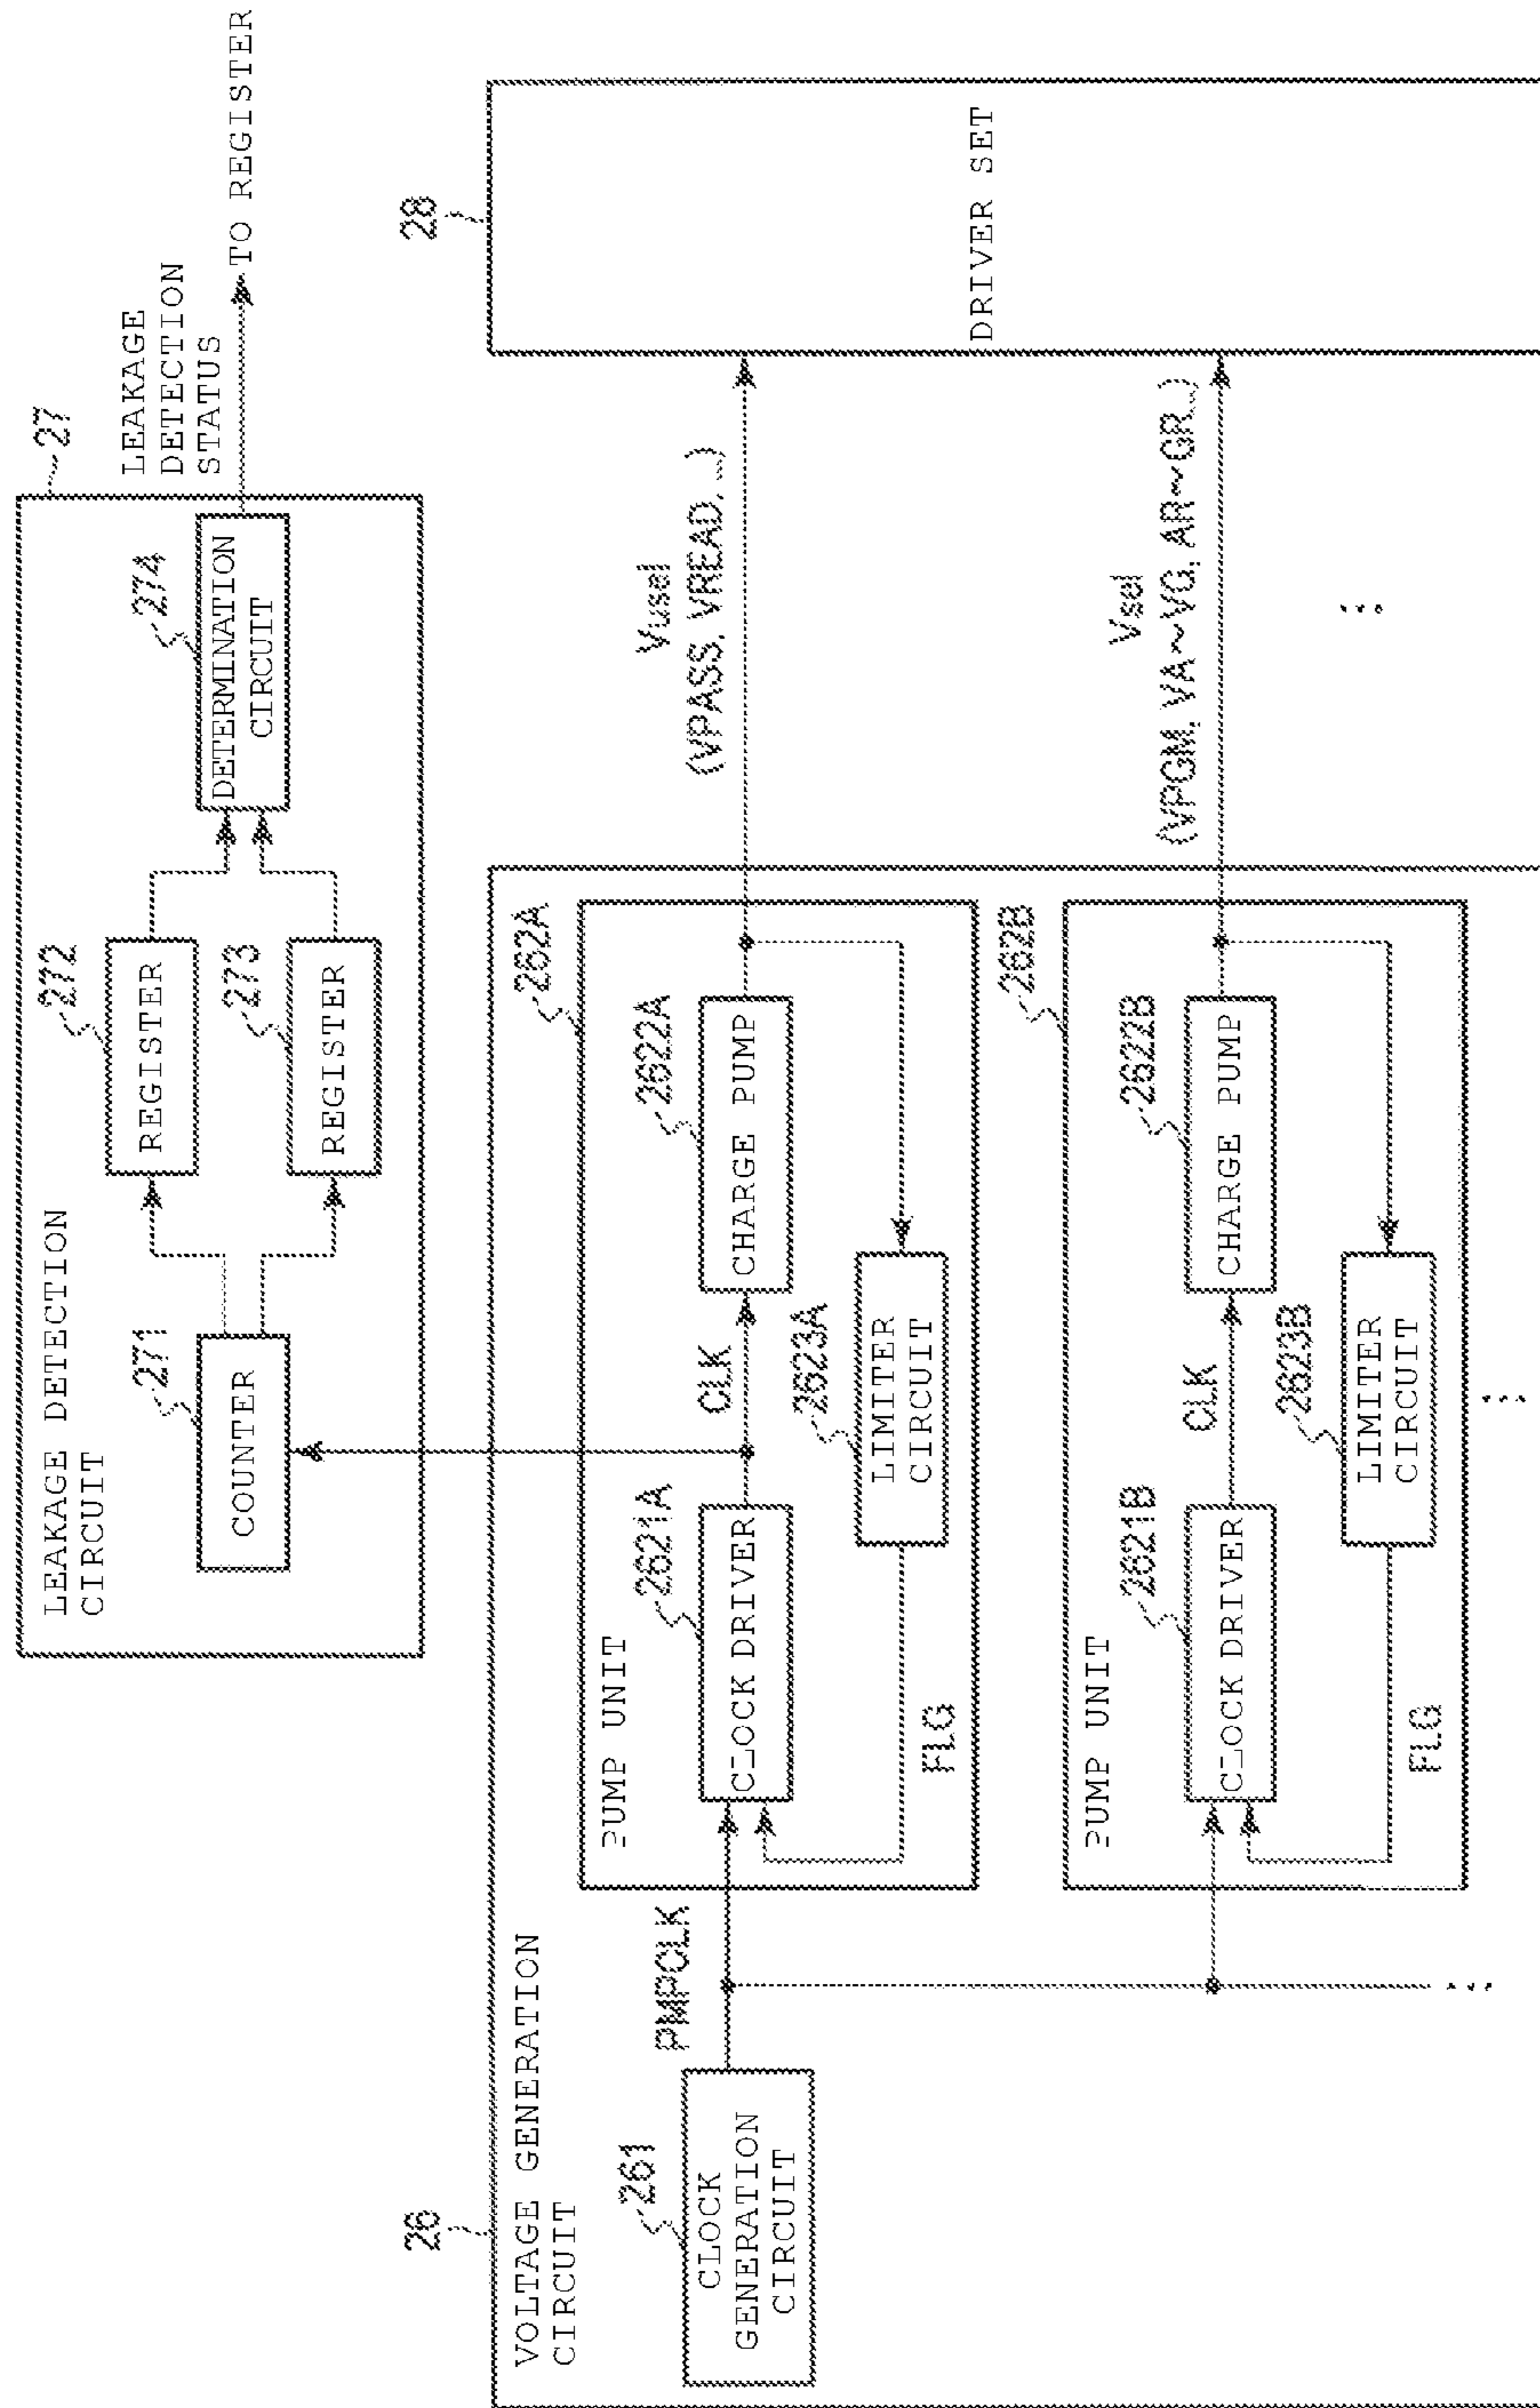 LEAKAGE DETECTION
CIRCUIT
27
COUNTER
271
REGISTER
272
REGISTER
273
DETERMINATION
CIRCUIT
274
LEAKAGE
DETECTION
STATUS
TO REGISTER
26
VOLTAGE GENERATION
CIRCUIT
CLOCK
GENERATION
CIRCUIT
261
PMPCLK
PUMP UNIT
262A
CLOCK DRIVER
2621A
CLK
CHARGE PUMP
2622A
LIMITER
CIRCUIT
2623A
FLG
Vusel
(VPASS, VREAD, ...)
PUMP UNIT
262B
CLOCK DRIVER
2621B
CLK
CHARGE PUMP
2622B
LIMITER
CIRCUIT
2623B
FLG
Vsel
(VPGM, VA~VG, AR~GR...)
...
28
DRIVER SET